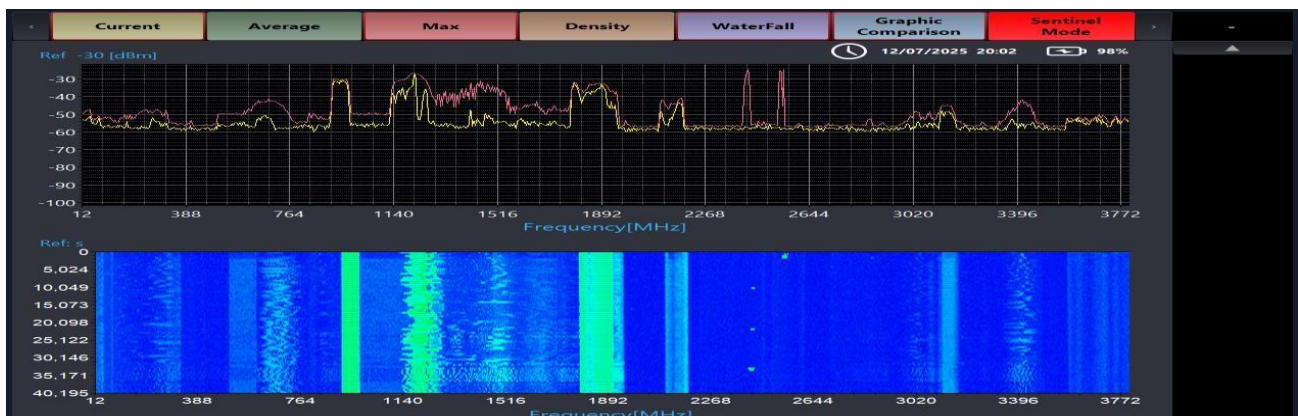 Current Average Max Density WaterFall Graphic Comparison Sentinel Mode -
Ref -30 [dBm] 12/07/2025 20:02 98%
-30
-40
-50
-60
-70
-80
-90
-100
12 388 764 1140 1516 1892 2268 2644 3020 3396 3772
Frequency[MHz]
Ref: s
0
5,024
10,049
15,073
20,098
25,122
30,146
35,171
40,195
12 388 764 1140 1516 1892 2268 2644 3020 3396 3772
Frequency[MHz]